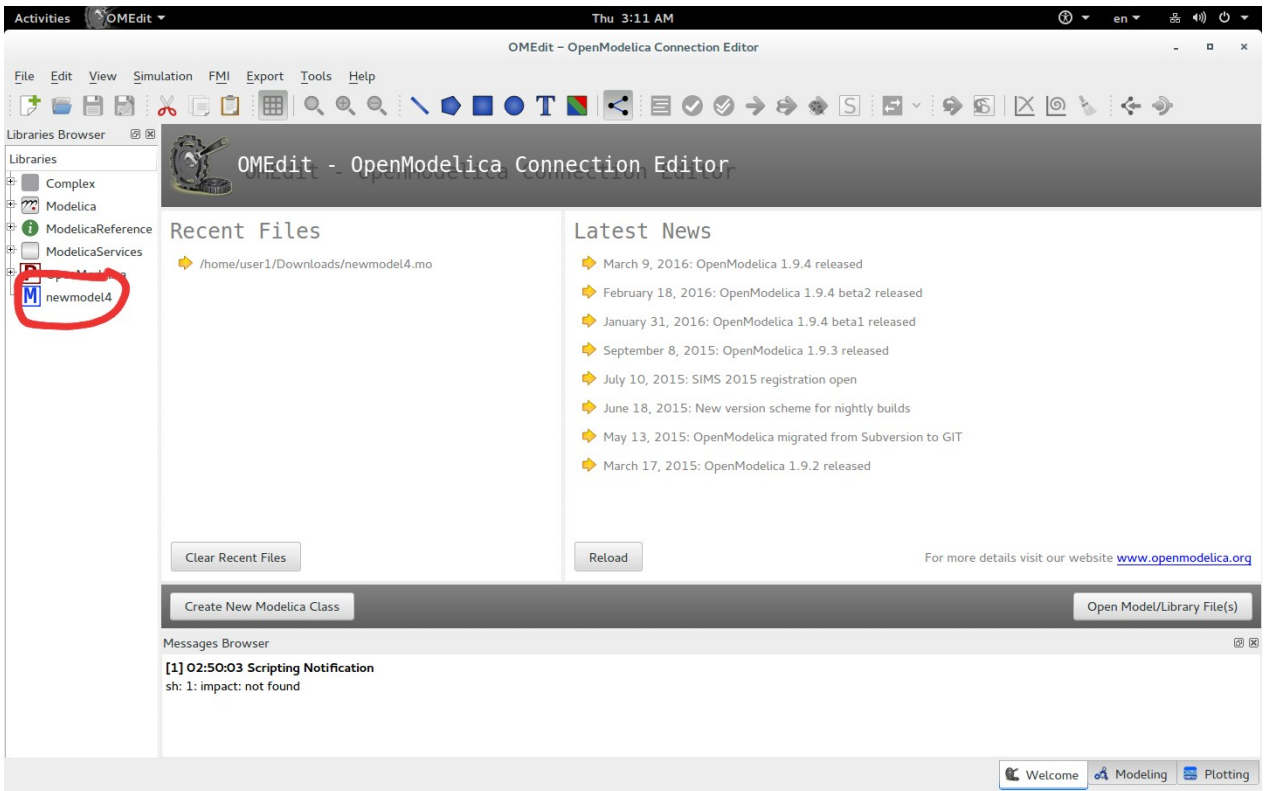 Activities OMEdit Thu 3:11 AM en
OMEdit – OpenModelica Connection Editor
File Edit View Simulation FMI Export Tools Help
T S S
Libraries Browser
Libraries
OMEdit - OpenModelica Connection Editor
Complex
Modelica
ModelicaReference
ModelicaServices
P OpenModelica
M newmodel4
Recent Files
/home/user1/Downloads/newmodel4.mo
Clear Recent Files
Latest News
March 9, 2016: OpenModelica 1.9.4 released
February 18, 2016: OpenModelica 1.9.4 beta2 released
January 31, 2016: OpenModelica 1.9.4 beta1 released
September 8, 2015: OpenModelica 1.9.3 released
July 10, 2015: SIMS 2015 registration open
June 18, 2015: New version scheme for nightly builds
May 13, 2015: OpenModelica migrated from Subversion to GIT
March 17, 2015: OpenModelica 1.9.2 released
Reload
For more details visit our website www.openmodelica.org
Create New Modelica Class
Open Model/Library File(s)
Messages Browser
[1] 02:50:03 Scripting Notification
sh: 1: impact: not found
Welcome Modeling Plotting